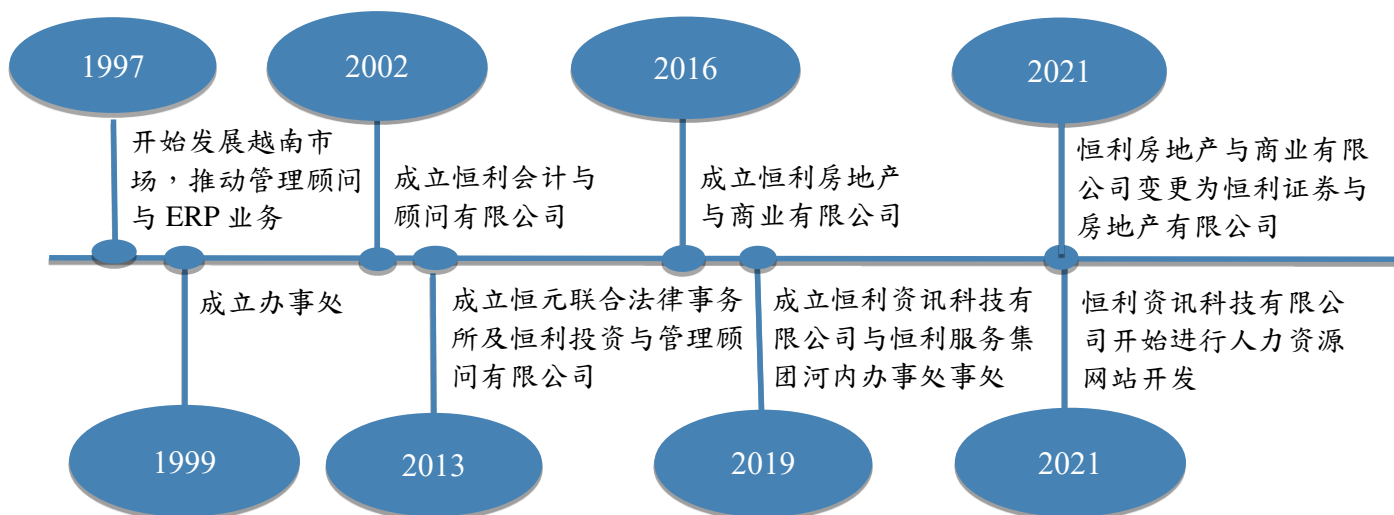 1997
2002
2016
2021
开始发展越南市
场，推动管理顾问
与 ERP 业务
成立恒利会计与
顾问有限公司
成立恒利房地产
与商业有限公司
恒利房地产与商业有限
公司变更为恒利证券与
房地产有限公司
成立办事处
成立恒元联合法律事务
所及恒利投资与管理顾
问有限公司
成立恒利资讯科技有
限公司与恒利服务集
团河内办事处事处
恒利资讯科技有限公
司开始进行人力资源
网站开发
1999
2013
2019
2021